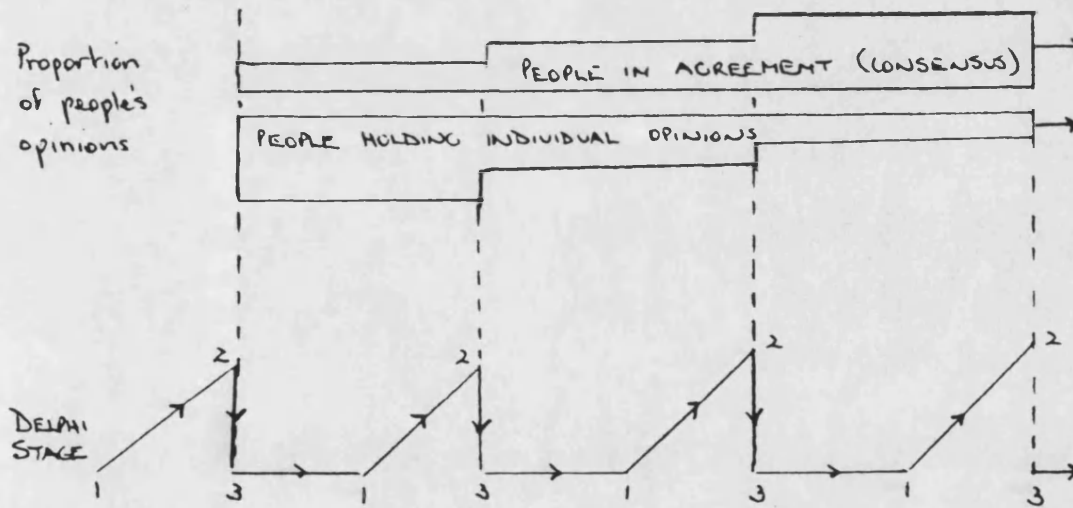 Proportion
of people's
opinions
PEOPLE IN AGREEMENT (CONSENSUS)
PEOPLE HOLDING INDIVIDUAL OPINIONS
2
2
2
2
DELPHI
STAGE
1
3
1
3
1
3
1
3